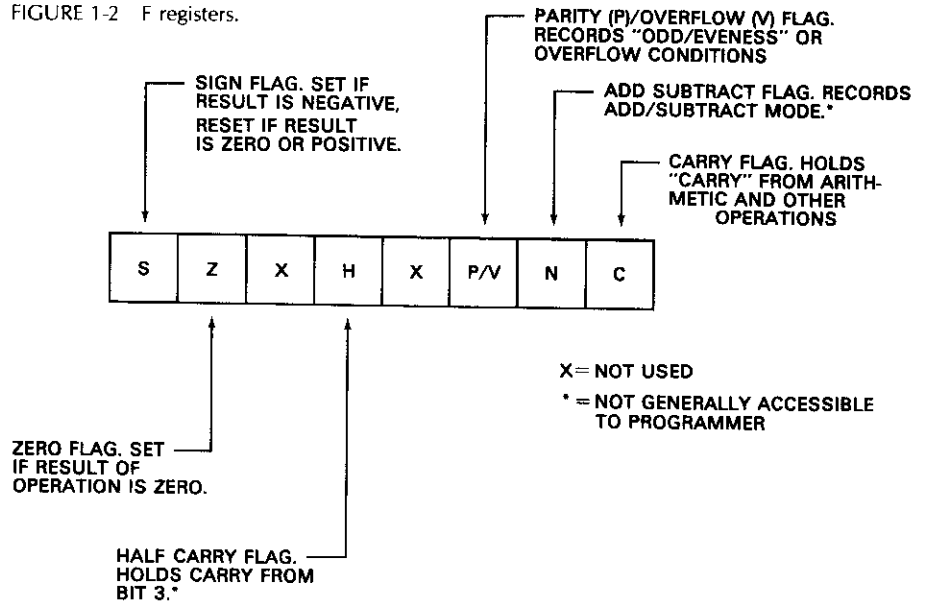 FIGURE 1-2 F registers.
PARITY (P)/OVERFLOW (V) FLAG.
RECORDS "ODD/EVENESS" OR
OVERFLOW CONDITIONS
SIGN FLAG. SET IF
RESULT IS NEGATIVE,
RESET IF RESULT
IS ZERO OR POSITIVE.
ADD SUBTRACT FLAG. RECORDS
ADD/SUBTRACT MODE.*
CARRY FLAG. HOLDS
"CARRY" FROM ARITH-
METIC AND OTHER
OPERATIONS
S Z X H X P/V N C
X = NOT USED
* = NOT GENERALLY ACCESSIBLE
TO PROGRAMMER
ZERO FLAG. SET
IF RESULT OF
OPERATION IS ZERO.
HALF CARRY FLAG.
HOLDS CARRY FROM
BIT 3.*